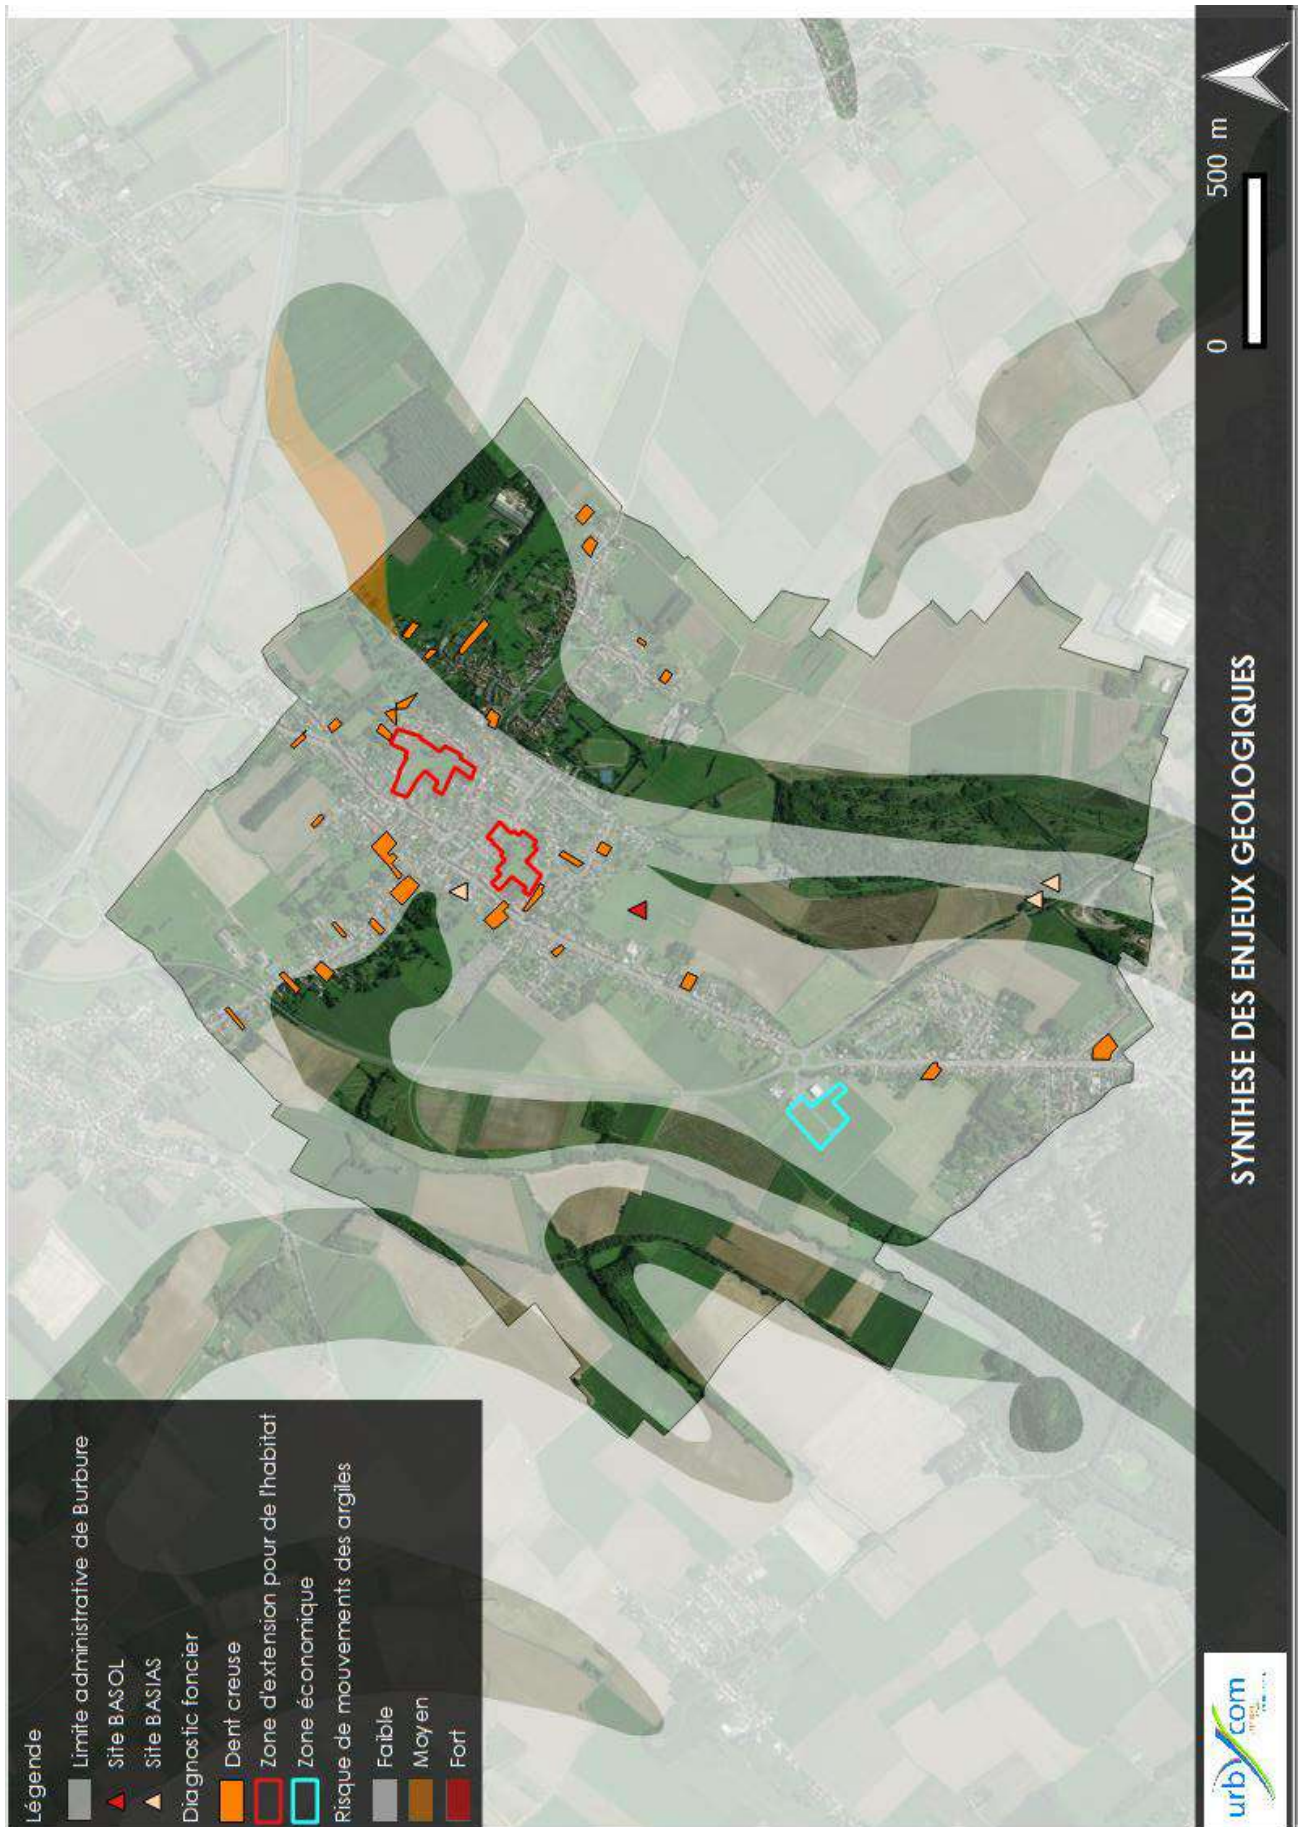 Légende
Limite administrative de Burbure
Site BASOL
Site BASIAS
Diagnostic foncier
Dent creuse
Zone d'extension pour de l'habitat
Zone économique
Risque de mouvements des argiles
Faible
Moyen
Fort
urbycom
SYNTHESE DES ENJEUX GEOLOGIQUES
0 500 m